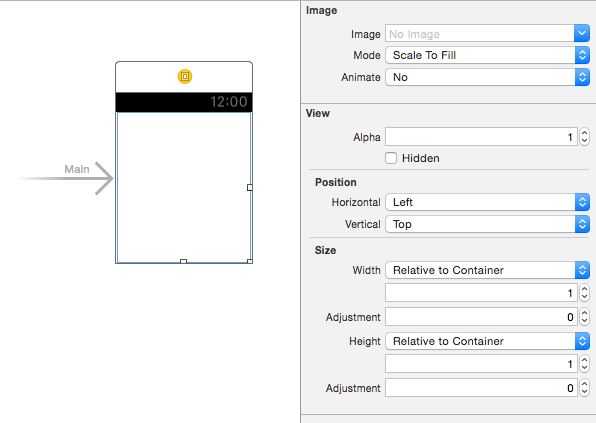 12:00
Main
Image
Image No Image
Mode Scale To Fill
Animate No
View
Alpha 1
Hidden
Position
Horizontal Left
Vertical Top
Size
Width Relative to Container
1
Adjustment 0
Height Relative to Container
1
Adjustment 0